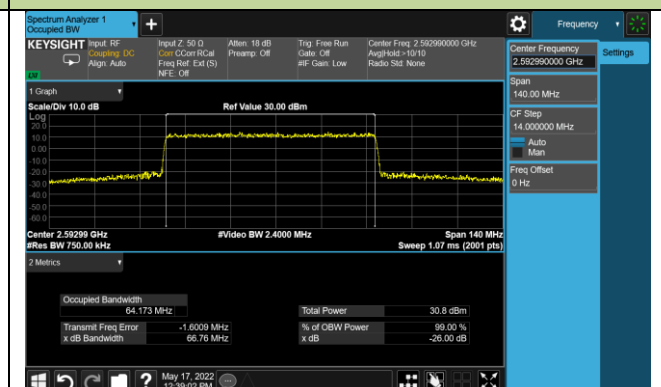 Spectrum Analyzer 1
Occupied BW
Frequency
KEYSIGHT
Input: RF
Coupling: DC
Align: Auto
Input Z: 50 Ω
Corr CCorr RCal
Freq Ref: Ext (S)
NFE: Off
Atten: 18 dB
Preamp: Off
Trig: Free Run
Gate: Off
#IF Gain: Low
Center Freq: 2.592990000 GHz
Avg|Hold:>10/10
Radio Std: None
Center Frequency
2.592990000 GHz
Settings
Span
140.00 MHz
CF Step
14.000000 MHz
Auto
Man
Freq Offset
0 Hz
1 Graph
Scale/Div 10.0 dB
Ref Value 30.00 dBm
Log
20.0
10.0
0.00
-10.0
-20.0
-30.0
-40.0
-50.0
-60.0
Center 2.59299 GHz
#Video BW 2.4000 MHz
Span 140 MHz
#Res BW 750.00 kHz
Sweep 1.07 ms (2001 pts)
2 Metrics
Occupied Bandwidth
64.173 MHz
Total Power
30.8 dBm
Transmit Freq Error
-1.6009 MHz
% of OBW Power
99.00 %
x dB Bandwidth
66.76 MHz
x dB
-26.00 dB
?
May 17, 2022
12:39:02 PM